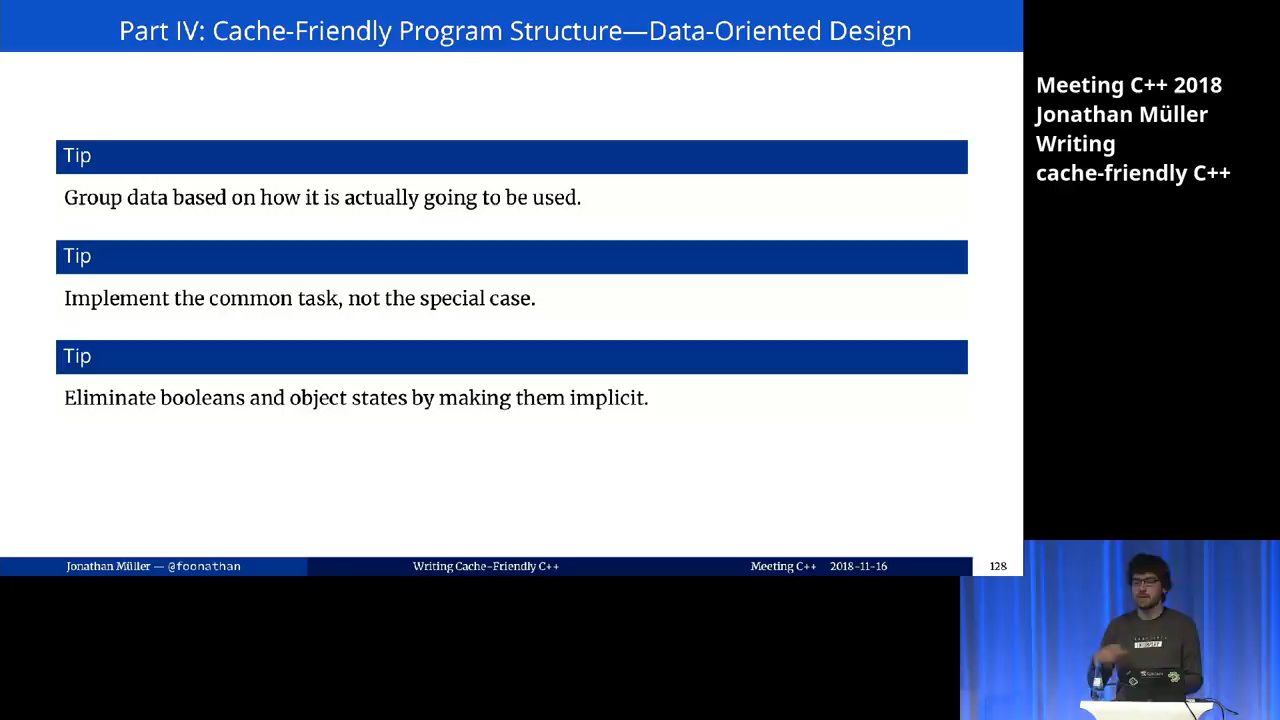 Part IV: Cache-Friendly Program Structure—Data-Oriented Design
Tip
Group data based on how it is actually going to be used.
Tip
Implement the common task, not the special case.
Tip
Eliminate booleans and object states by making them implicit.
Jonathan Müller — @foonathan
Writing Cache-Friendly C++
Meeting C++ 2018-11-16
128
Meeting C++ 2018
Jonathan Müller
Writing
cache-friendly C++